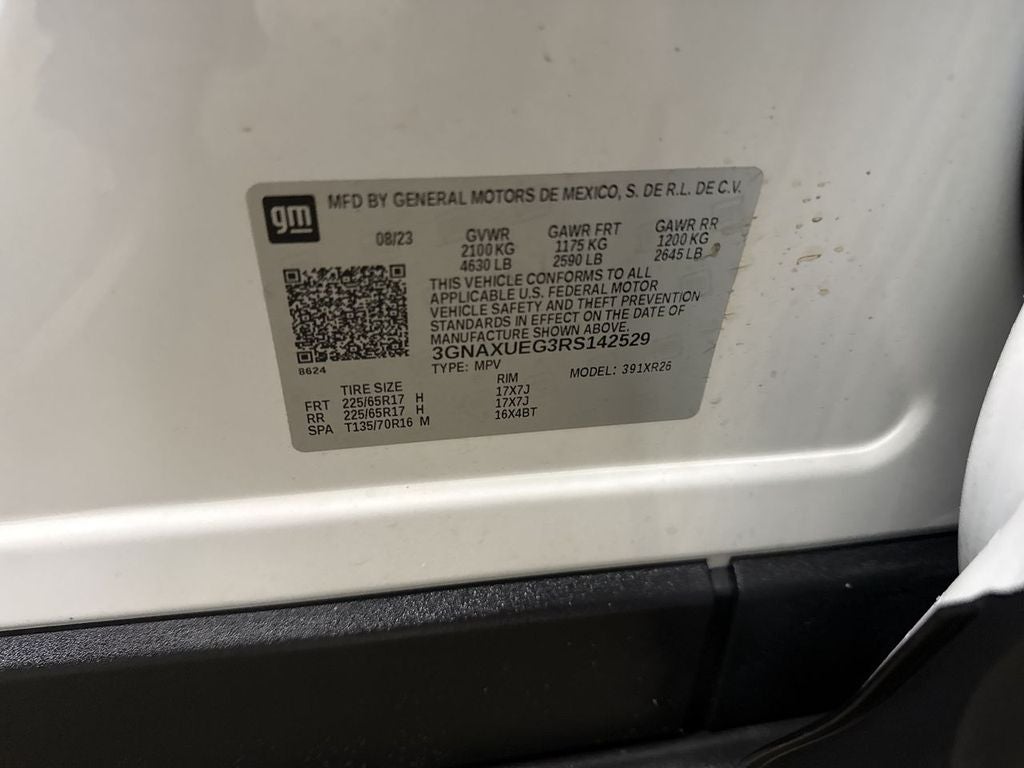 gm MFD BY GENERAL MOTORS DE MEXICO, S. DE R.L. DE C.V.
08/23 GVWR GAWR FRT GAWR RR
2100 KG 1175 KG 1200 KG
4630 LB 2590 LB 2645 LB
THIS VEHICLE CONFORMS TO ALL
APPLICABLE U.S. FEDERAL MOTOR
VEHICLE SAFETY AND THEFT PREVENTION
STANDARDS IN EFFECT ON THE DATE OF
MANUFACTURE SHOWN ABOVE.
3GNAXUEG3RS142529
8624 TYPE: MPV MODEL: 391XR26
TIRE SIZE RIM
FRT 225/65R17 H 17X7J
RR 225/65R17 H 17X7J
SPA T135/70R16 M 16X4BT